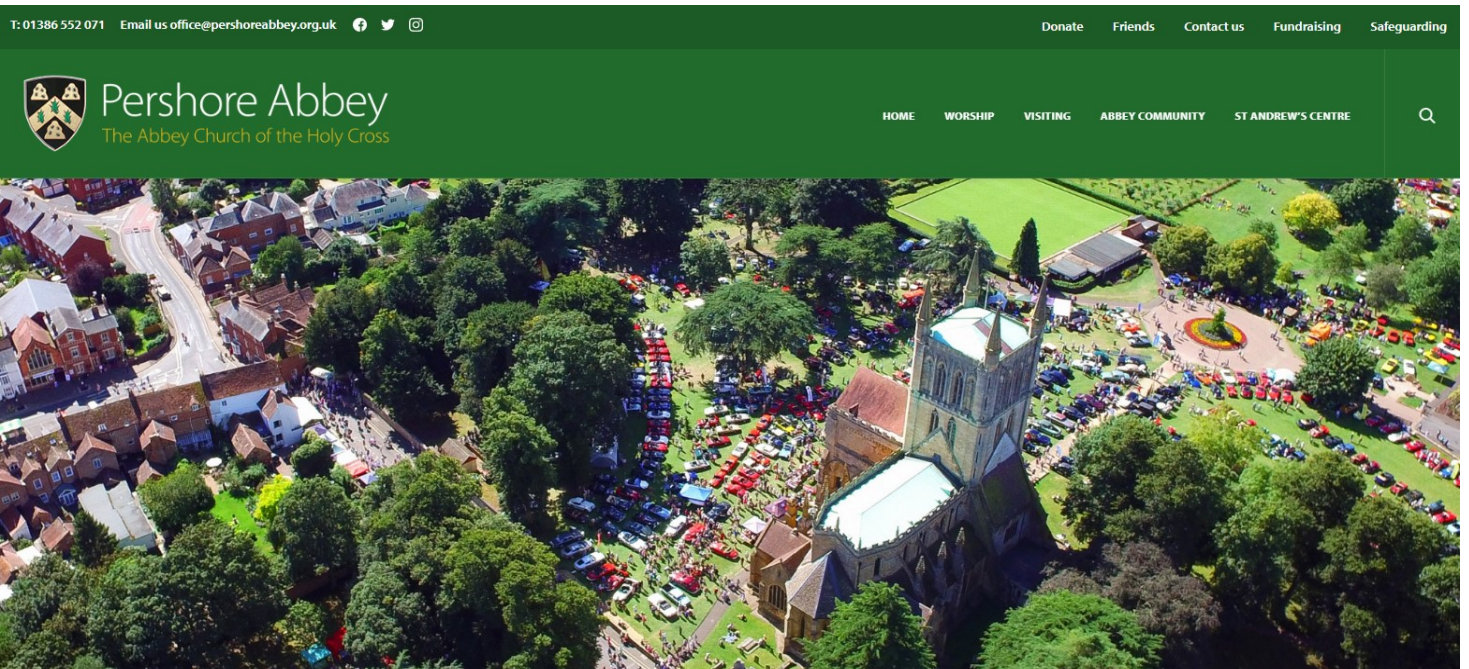 T: 01386 552 071 Email us office@pershoreabbey.org.uk Donate Friends Contact us Fundraising Safeguarding
Pershore Abbey
The Abbey Church of the Holy Cross
HOME WORSHIP VISITING ABBEY COMMUNITY ST ANDREW'S CENTRE